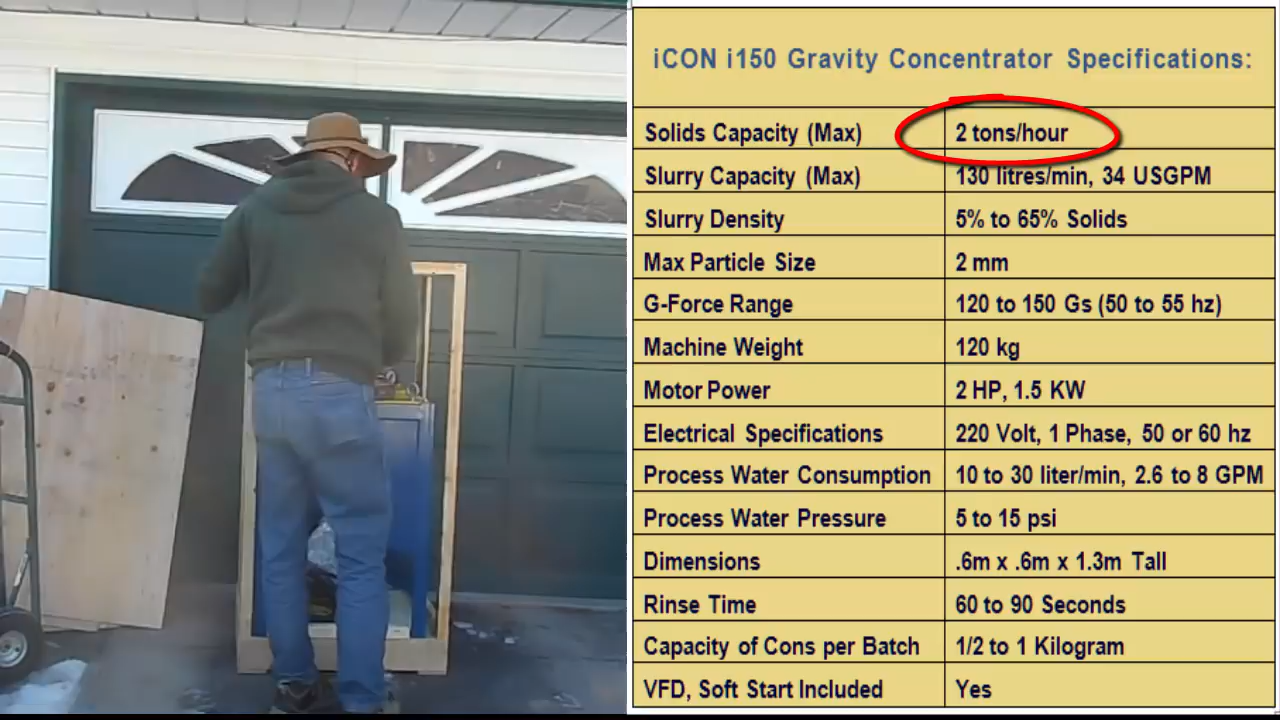 iCON i150 Gravity Concentrator Specifications:
Solids Capacity (Max) 2 tons/hour
Slurry Capacity (Max) 130 litres/min, 34 USGPM
Slurry Density 5% to 65% Solids
Max Particle Size 2 mm
G-Force Range 120 to 150 Gs (50 to 55 hz)
Machine Weight 120 kg
Motor Power 2 HP, 1.5 KW
Electrical Specifications 220 Volt, 1 Phase, 50 or 60 hz
Process Water Consumption 10 to 30 liter/min, 2.6 to 8 GPM
Process Water Pressure 5 to 15 psi
Dimensions .6m x .6m x 1.3m Tall
Rinse Time 60 to 90 Seconds
Capacity of Cons per Batch 1/2 to 1 Kilogram
VFD, Soft Start Included Yes